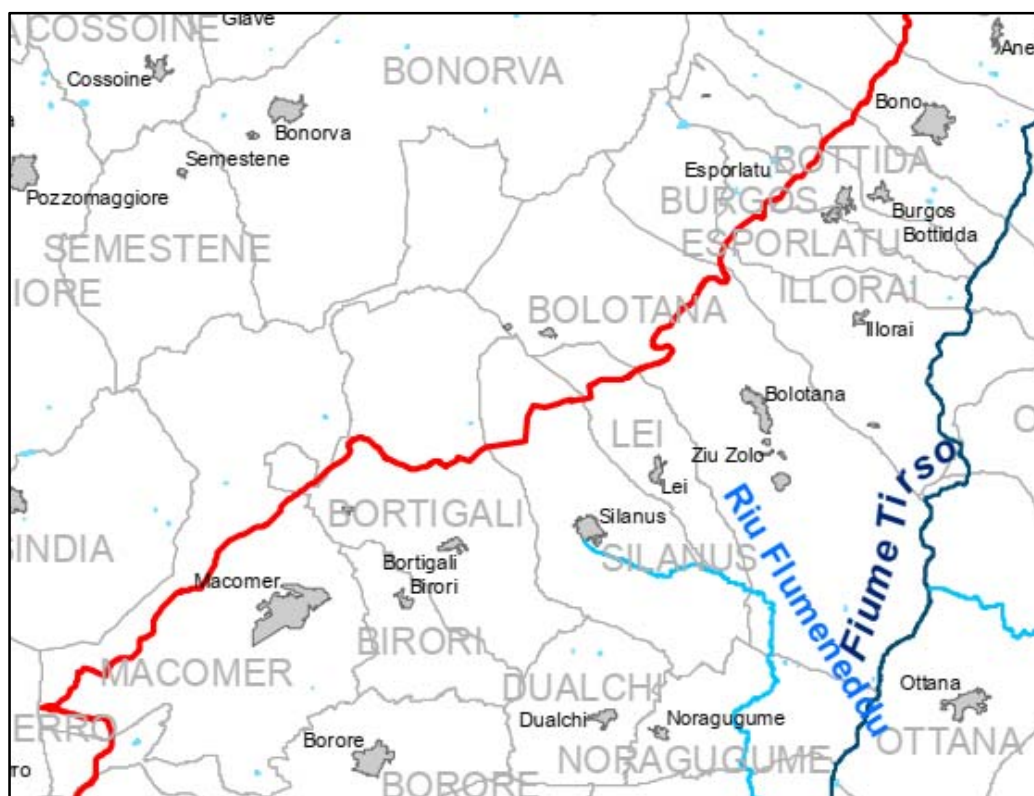 Giave
COSSOINE
Ane
Cossoine
BONORVA
Bono
Bonorva
Semestene
BOTTIDA
Esporlatu
Pozzomaggiore
BURGOS
Burgos
SEMESTENE
ESPORLATU
Bottidda
IORE
ILLORAI
BOLOTANA
Illorai
Bolotana
LEI
Ziu Zolo
Lei
Fiume Tirso
Riu Flumeneddu
BORTIGALI
Silanus
SINDIA
SILANUS
Bortigali
Macomer
Birori
BIRORI
MACOMER
DUALCHI
Ottana
Dualchi
Noragugume
ERRO
OTTANA
Borore
NORAGUGUME
BORORE